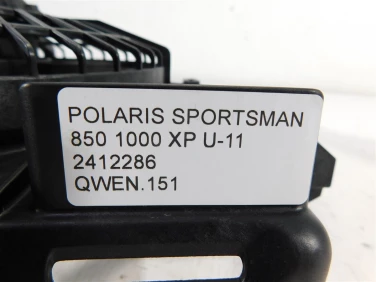 POLARIS SPORTSMAN
850 1000 XP U-11
2412286
QWEN.151